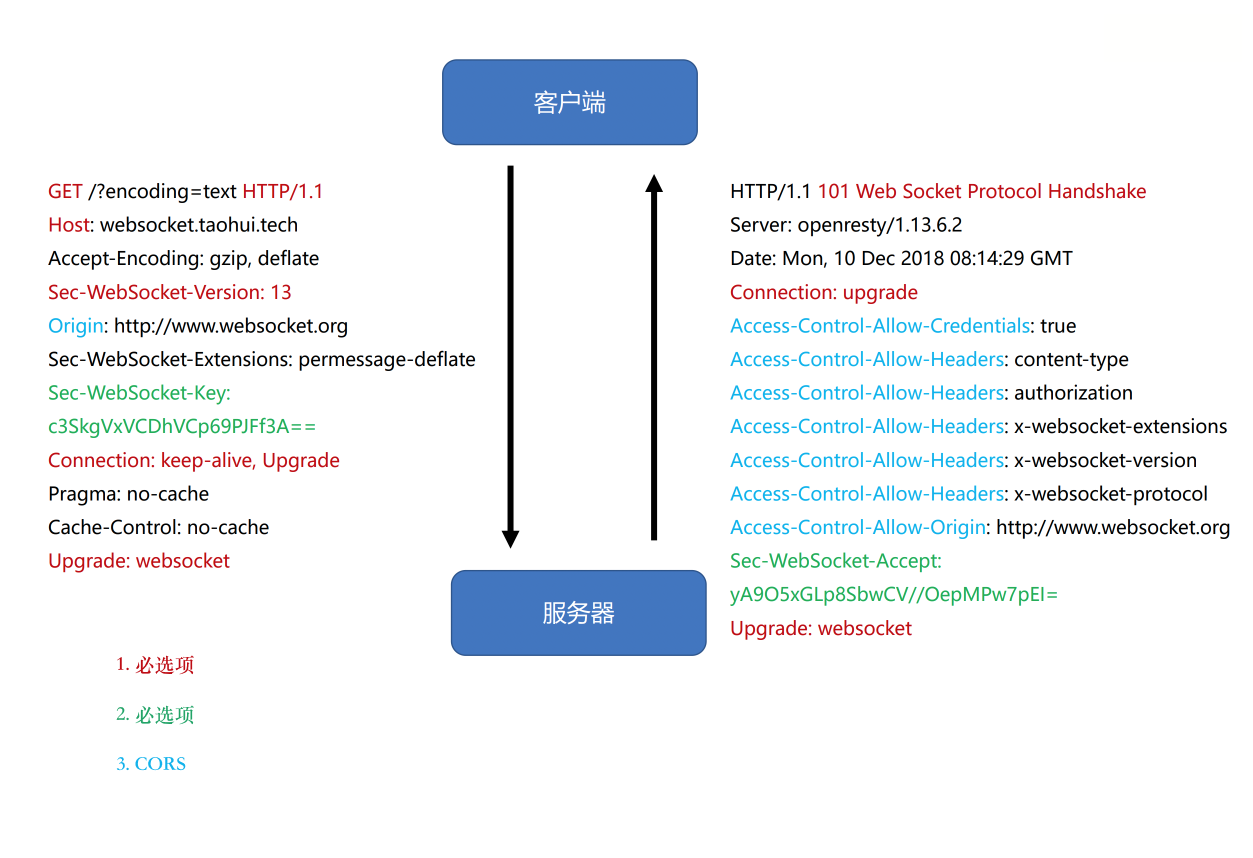 客户端
GET /?encoding=text HTTP/1.1
Host: websocket.taohui.tech
Accept-Encoding: gzip, deflate
Sec-WebSocket-Version: 13
Origin: http://www.websocket.org
Sec-WebSocket-Extensions: permessage-deflate
Sec-WebSocket-Key:
c3SkgVxVCDhVCp69PJFf3A==
Connection: keep-alive, Upgrade
Pragma: no-cache
Cache-Control: no-cache
Upgrade: websocket
HTTP/1.1 101 Web Socket Protocol Handshake
Server: openresty/1.13.6.2
Date: Mon, 10 Dec 2018 08:14:29 GMT
Connection: upgrade
Access-Control-Allow-Credentials: true
Access-Control-Allow-Headers: content-type
Access-Control-Allow-Headers: authorization
Access-Control-Allow-Headers: x-websocket-extensions
Access-Control-Allow-Headers: x-websocket-version
Access-Control-Allow-Headers: x-websocket-protocol
Access-Control-Allow-Origin: http://www.websocket.org
Sec-WebSocket-Accept:
yA9O5xGLp8SbwCV//OepMPw7pEI=
Upgrade: websocket
服务器
1. 必选项
2. 必选项
3. CORS